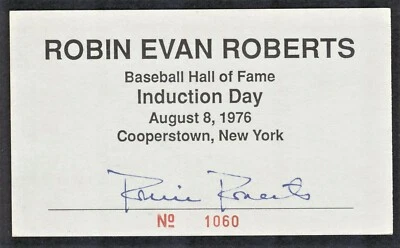 ROBIN EVAN ROBERTS
Baseball Hall of Fame
Induction Day
August 8, 1976
Cooperstown, New York
Robin Roberts
No 1060